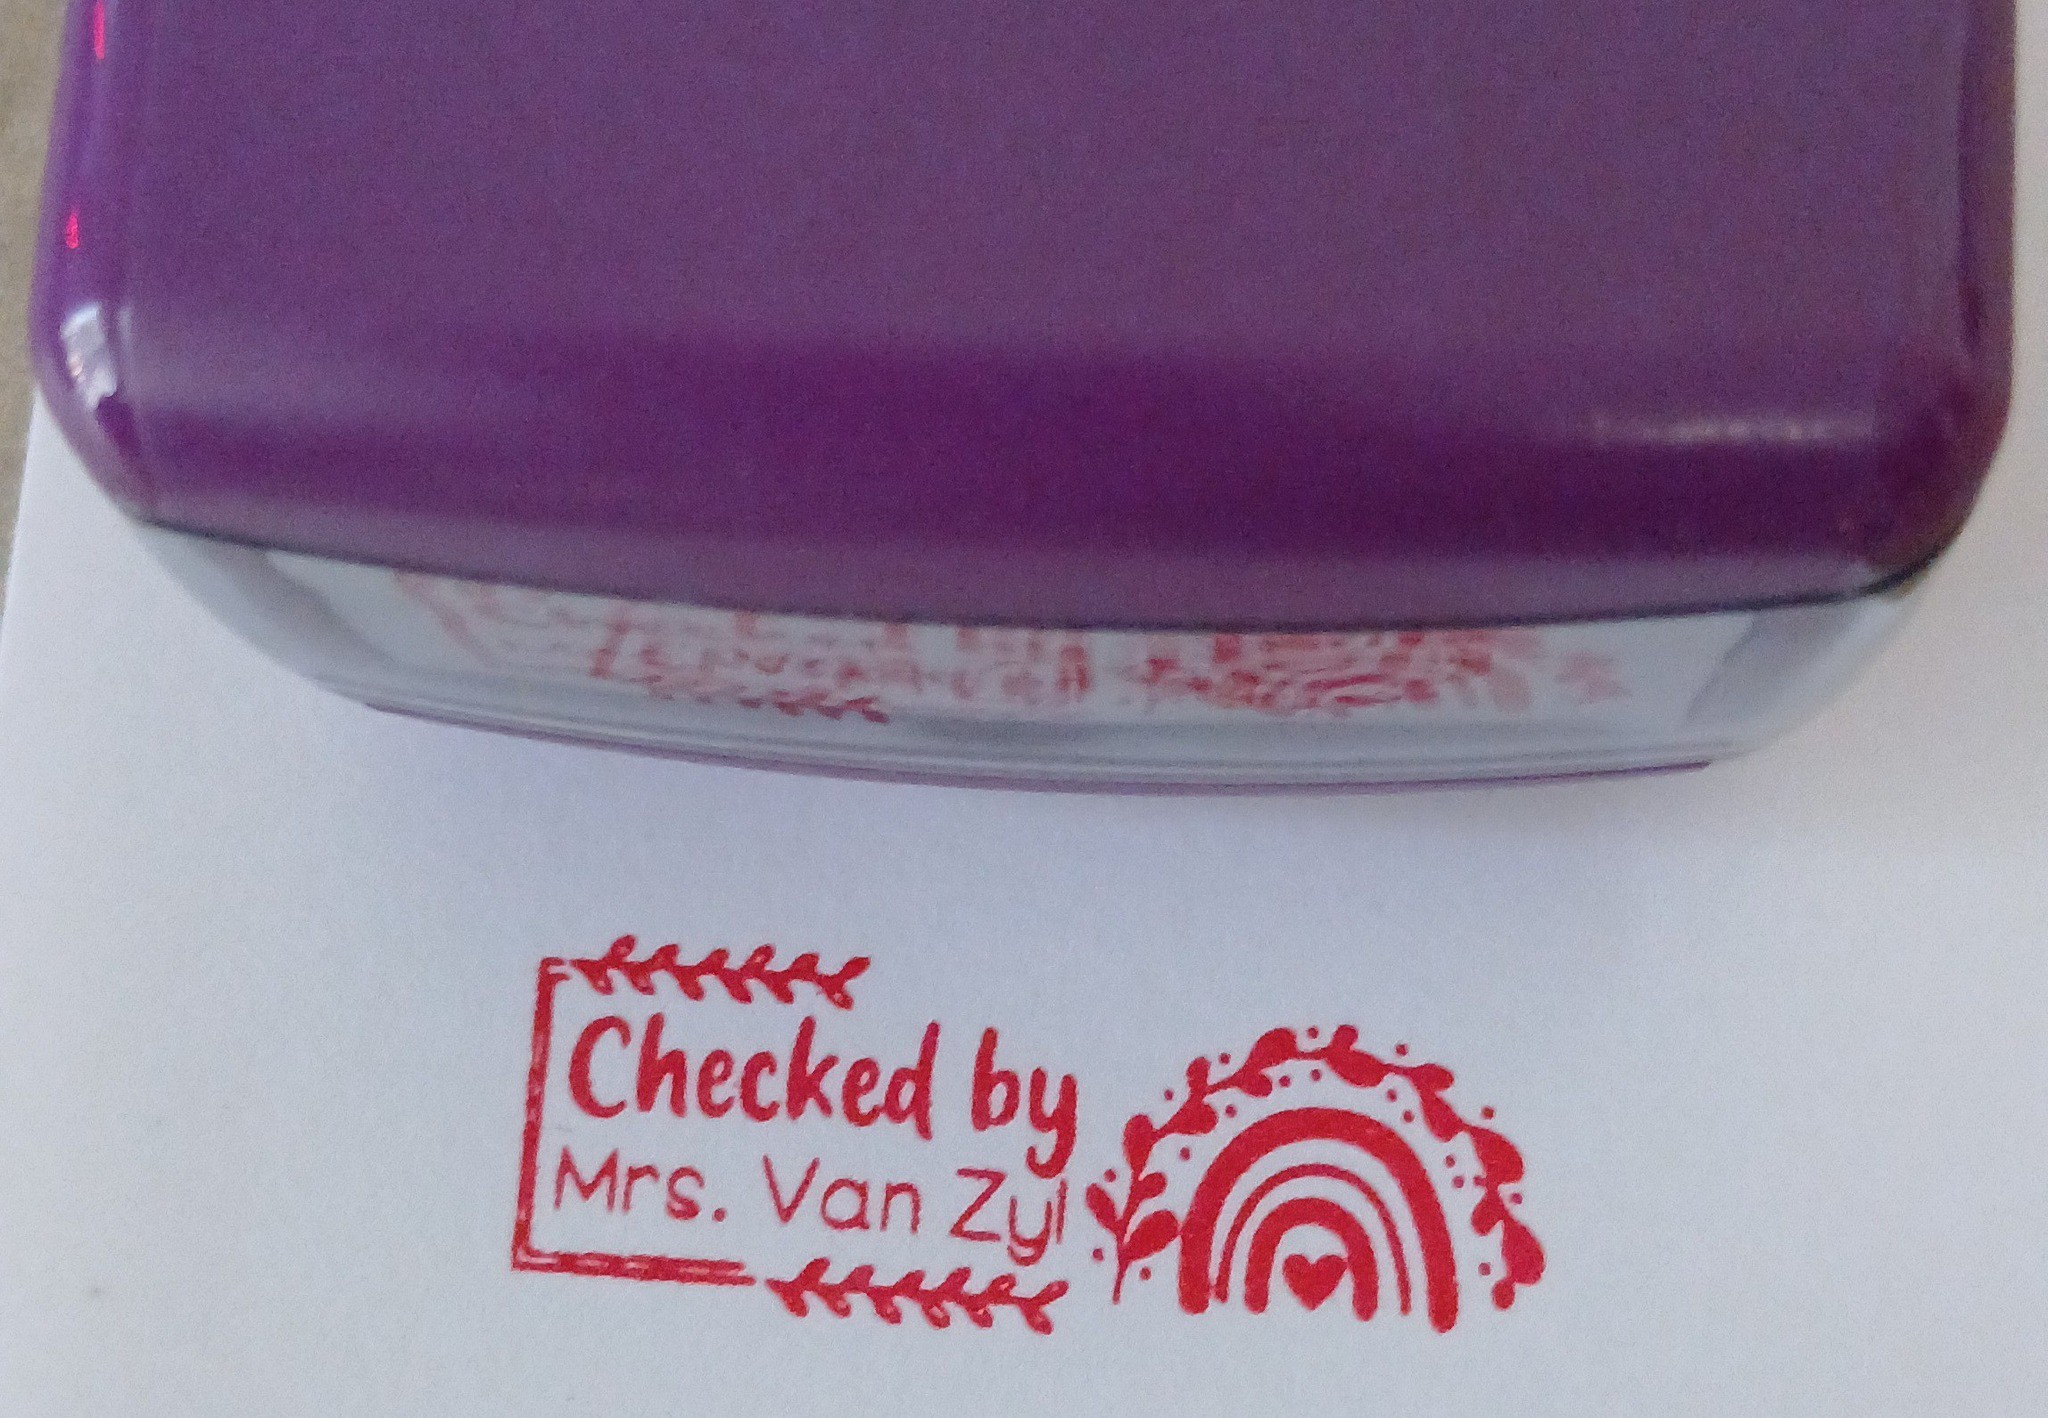 Checked by
Mrs. Van Zyl